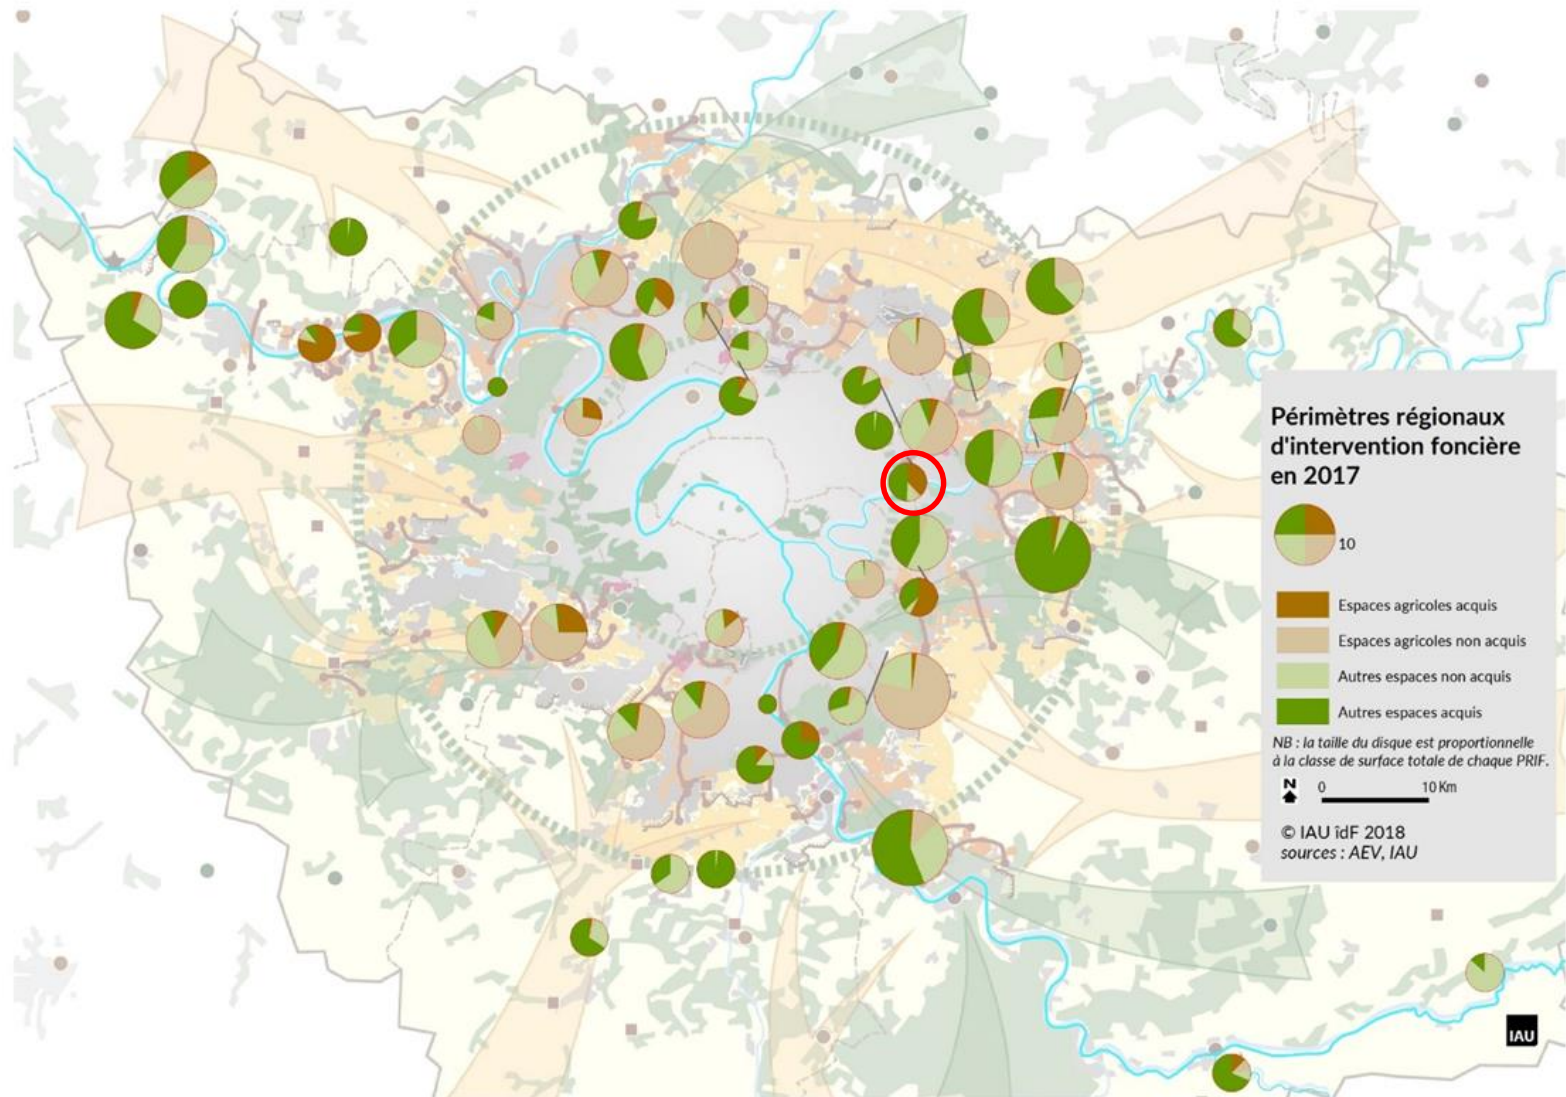 Périmètres régionaux
d'intervention foncière
en 2017
10
Espaces agricoles acquis
Espaces agricoles non acquis
Autres espaces non acquis
Autres espaces acquis
NB : la taille du disque est proportionnelle
à la classe de surface totale de chaque PRIF.
N 0 10 Km
© IAU îdF 2018
sources : AEV, IAU
IAU